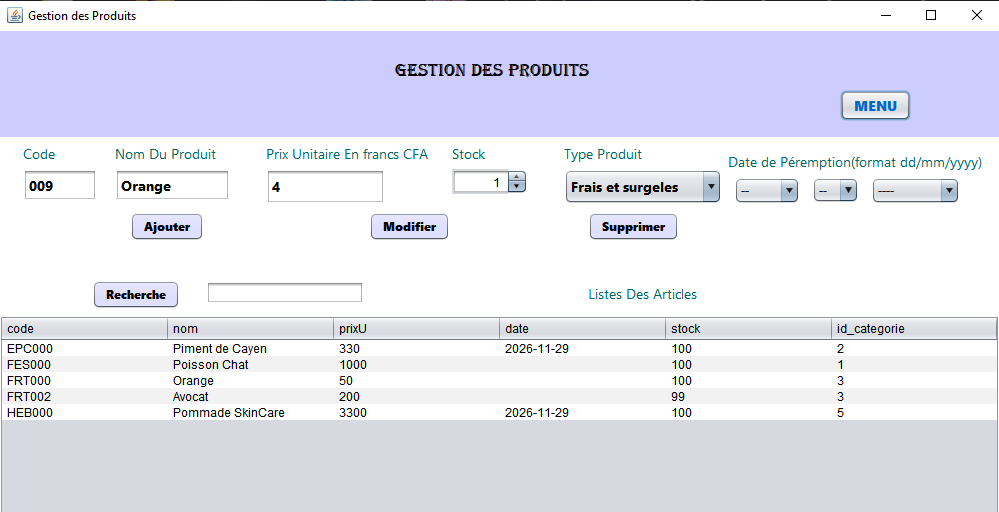 Gestion des Produits
GESTION DES PRODUITS
MENU
Code Nom Du Produit Prix Unitaire En francs CFA Stock Type Produit Date de Péremption(format dd/mm/yyyy)
009 Orange 4 1 Frais et surgeles -- -- ----
Ajouter Modifier Supprimer
Recherche Listes Des Articles
code nom prixU date stock id_categorie
EPC000 Piment de Cayen 330 2026-11-29 100 2
FES000 Poisson Chat 1000 100 1
FRT000 Orange 50 100 3
FRT002 Avocat 200 99 3
HEB000 Pommade SkinCare 3300 2026-11-29 100 5